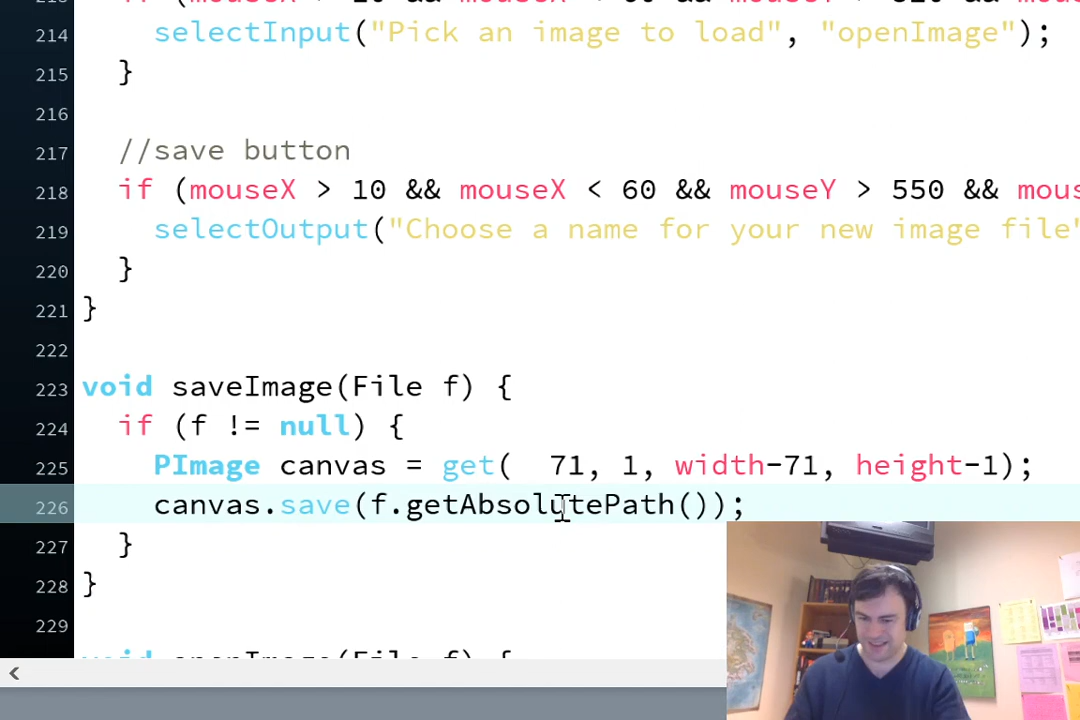 214 selectInput("Pick an image to load", "openImage");
215 }
216
217 //save button
218 if (mouseX > 10 && mouseX < 60 && mouseY > 550 && mous
219 selectOutput("Choose a name for your new image file"
220 }
221 }
222
223 void saveImage(File f) {
224 if (f != null) {
225 PImage canvas = get(  71, 1, width-71, height-1);
226 canvas.save(f.getAbsolutePath());
227 }
228 }
229